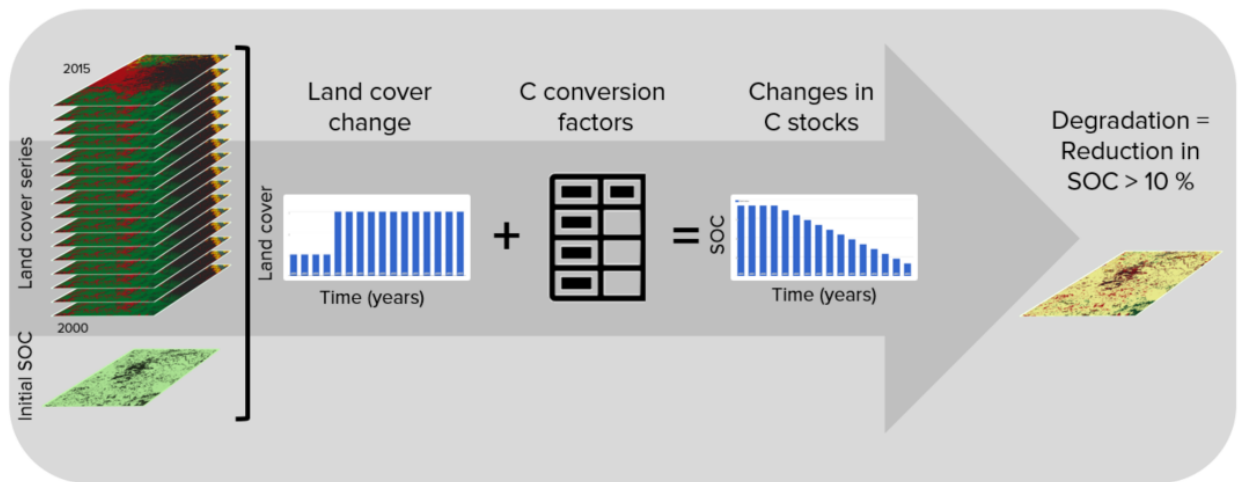 2015
Land cover series
2000
Initial SOC
Land cover
change
Land cover
Time (years)
+
C conversion
factors
=
Changes in
C stocks
SOC
Time (years)
Degradation =
Reduction in
SOC > 10 %